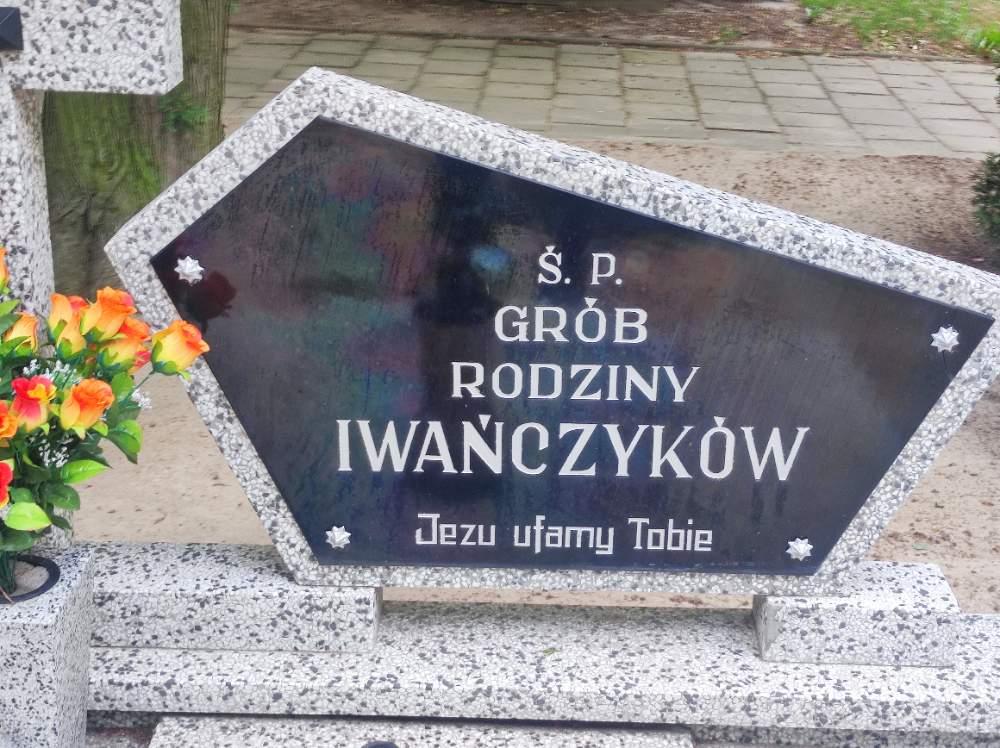 Ś. P.
GRÓB
RODZINY
IWAŃCZYKÓW
Jezu ufamy Tobie